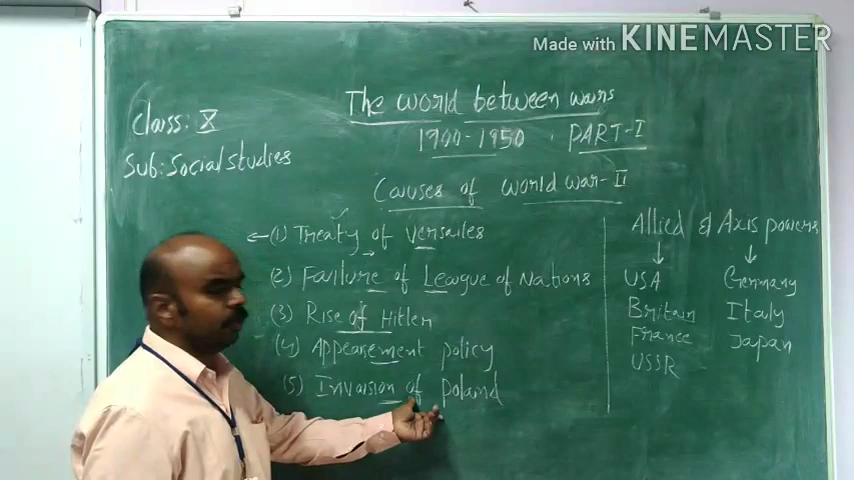 Made with KINEMASTER
Class: X
Sub: Social studies
The world between wars
1900-1950 . PART-I
Causes of world war-II
(1) Treaty of versailes
(2) Failure of League of Nations
(3) Rise of Hitler
(4) Appeasement policy
(5) Invasion of poland
Allied & Axis powers
USA Germany
Britain Italy
France Japan
USSR